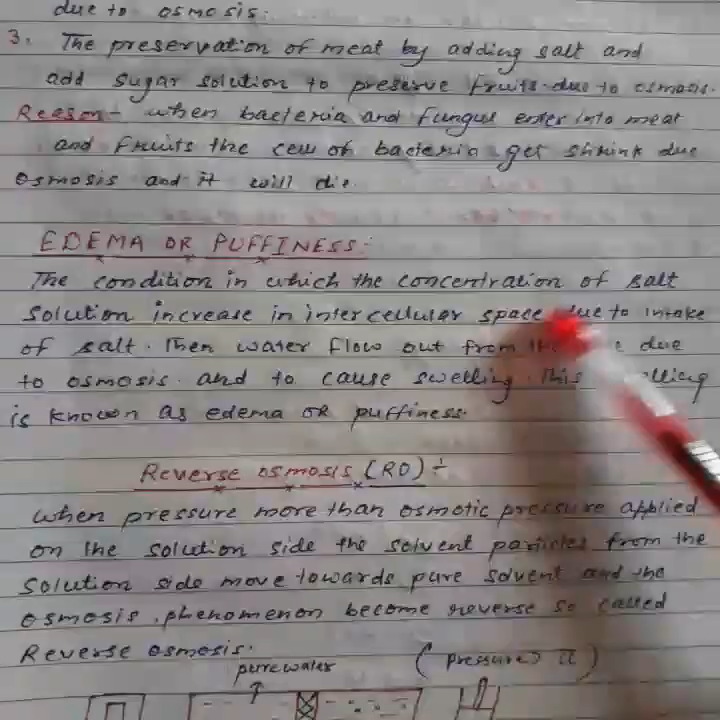 due to osmosis.
3. The preservation of meat by adding salt and
add sugar solution to preserve fruits due to osmosis.
Reason- when bacteria and fungus enter into meat
and fruits the cell of bacteria get shrink due
osmosis and it will die.
EDEMA OR PUFFINESS:-
The condition in which the concentration of salt
solution increase in intercellular space due to intake
of salt. Then water flow out from the due
to osmosis and to cause swelling. This
is known as edema OR puffiness.
Reverse osmosis (RO) ÷
when pressure more than osmotic pressure applied
on the solution side the solvent particles from the
solution side move towards pure solvent and the
osmosis phenomenon become reverse so called
Reverse osmosis.
pure water (pressure)